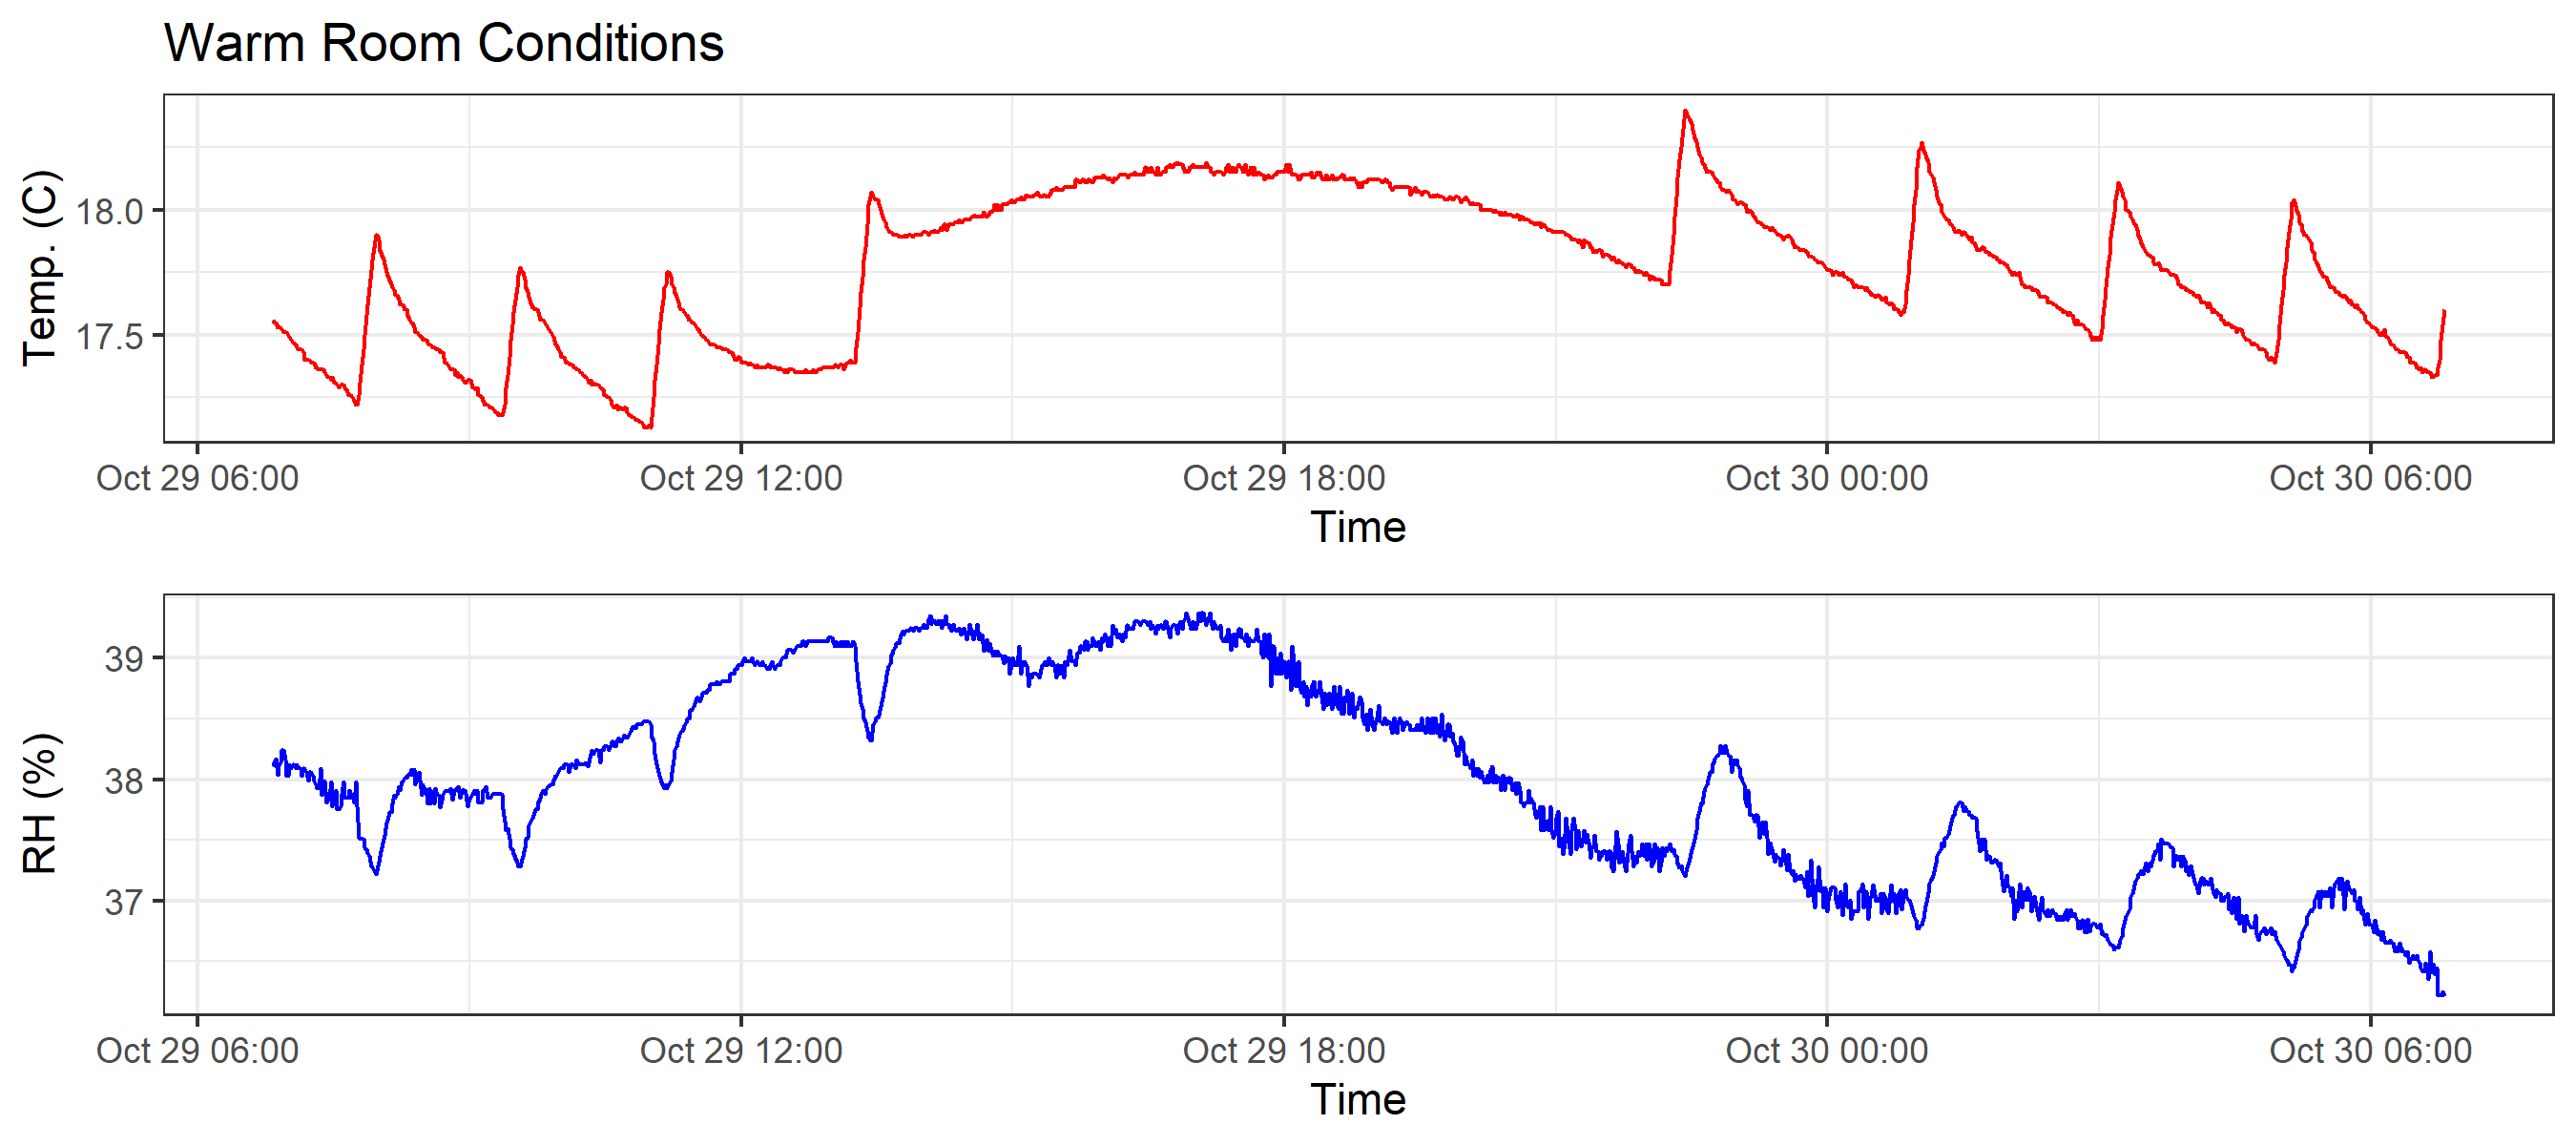 Warm Room Conditions
Temp. (C)
18.0
17.5
Oct 29 06:00 Oct 29 12:00 Oct 29 18:00 Oct 30 00:00 Oct 30 06:00
Time
RH (%)
39
38
37
Oct 29 06:00 Oct 29 12:00 Oct 29 18:00 Oct 30 00:00 Oct 30 06:00
Time